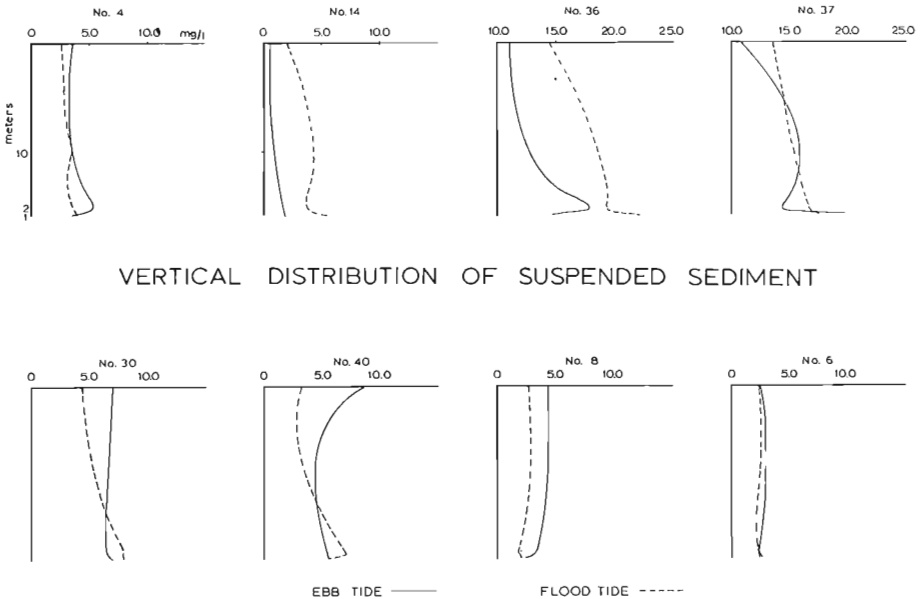 No. 4 No. 14 No. 36 No. 37
0 5.0 10.0 mg/l 0 5.0 10.0 10.0 15.0 20.0 25.0 10.0 15.0 20.0 25.0
meters
10
2
1
VERTICAL DISTRIBUTION OF SUSPENDED SEDIMENT
No. 30 No. 40 No. 8 No. 6
0 5.0 10.0 0 5.0 10.0 0 5.0 10.0 0 5.0 10.0
EBB TIDE FLOOD TIDE